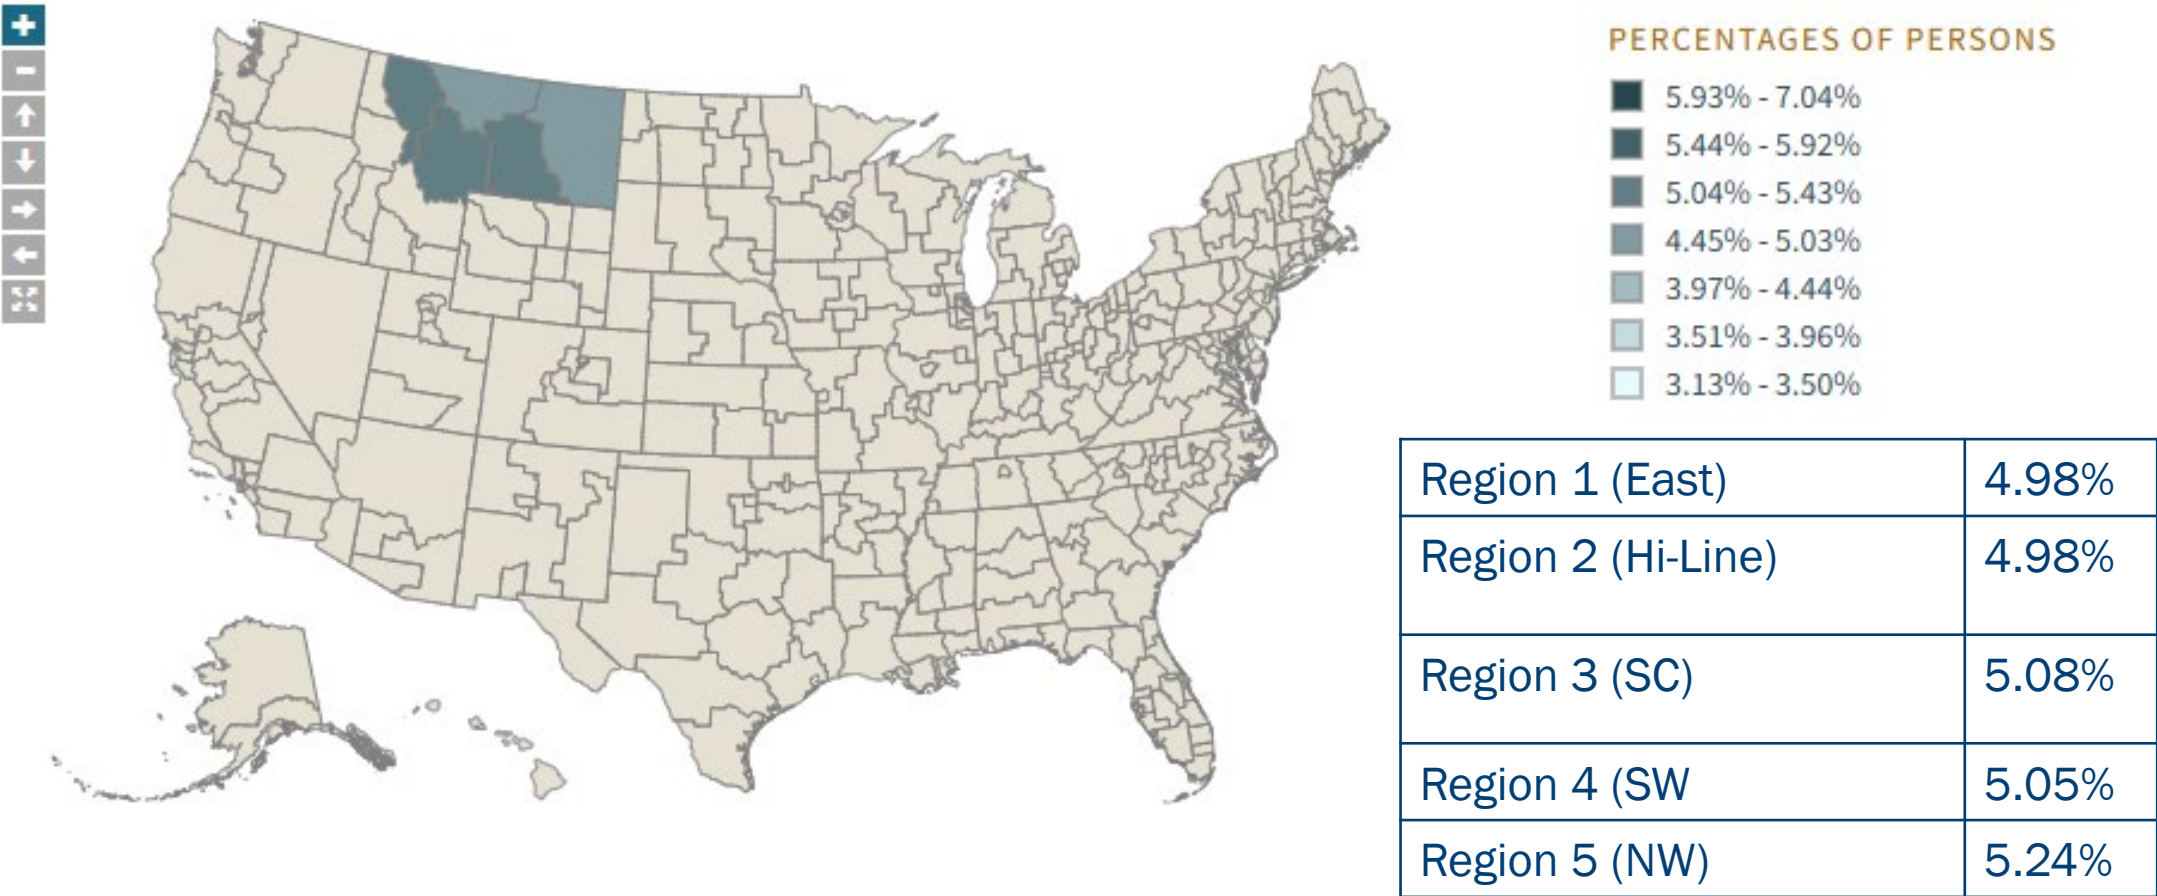 PERCENTAGES OF PERSONS
5.93% - 7.04%
5.44% - 5.92%
5.04% - 5.43%
4.45% - 5.03%
3.97% - 4.44%
3.51% - 3.96%
3.13% - 3.50%
Region 1 (East) 4.98%
Region 2 (Hi-Line) 4.98%
Region 3 (SC) 5.08%
Region 4 (SW 5.05%
Region 5 (NW) 5.24%